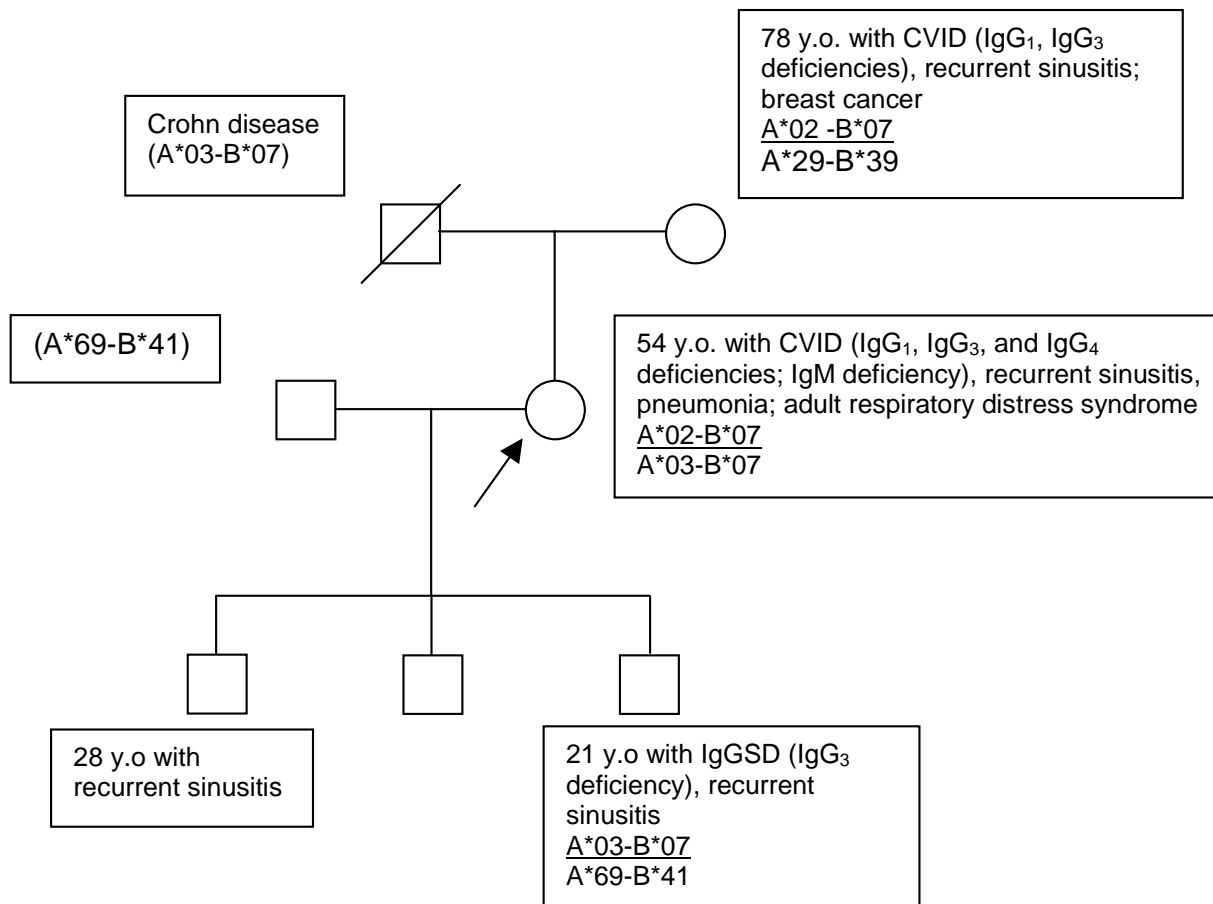 78 y.o. with CVID (IgG₁, IgG₃
deficiencies), recurrent sinusitis;
breast cancer
A*02 -B*07
A*29-B*39
Crohn disease
(A*03-B*07)
(A*69-B*41)
54 y.o. with CVID (IgG₁, IgG₃, and IgG₄
deficiencies; IgM deficiency), recurrent sinusitis,
pneumonia; adult respiratory distress syndrome
A*02-B*07
A*03-B*07
28 y.o with
recurrent sinusitis
21 y.o with IgGSD (IgG₃
deficiency), recurrent
sinusitis
A*03-B*07
A*69-B*41